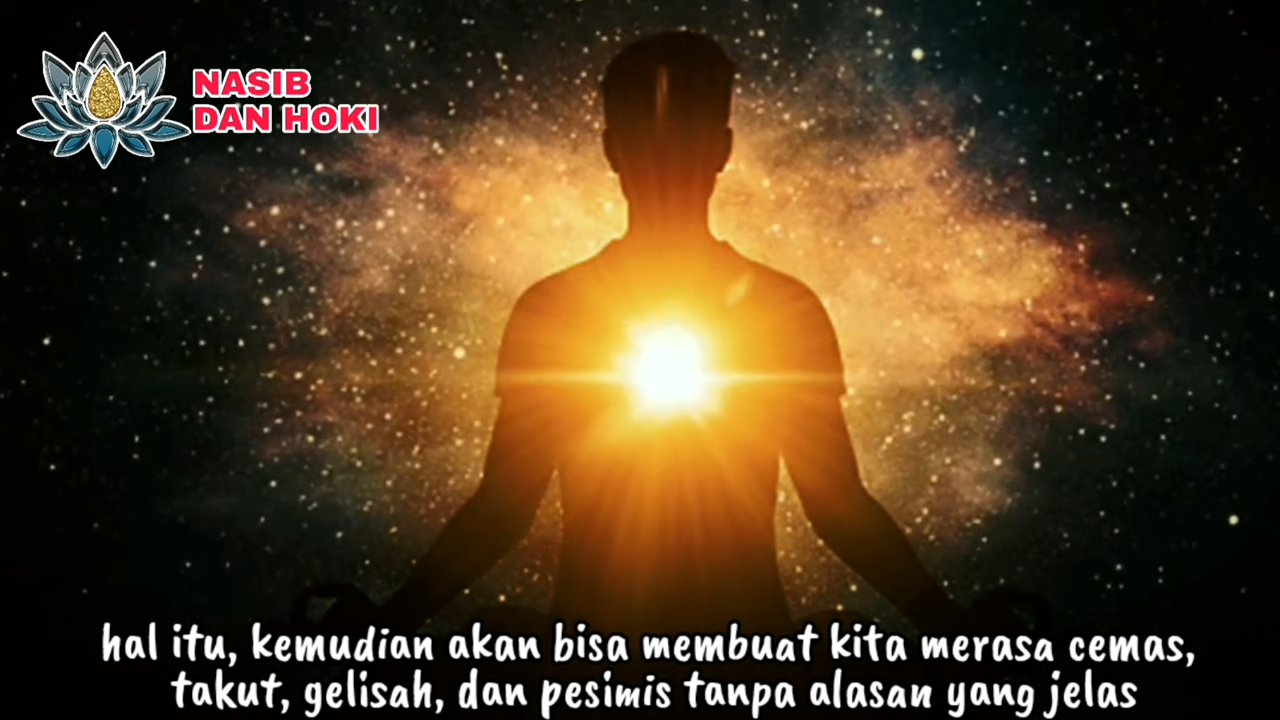 NASIB
DAN HOKI
hal itu, kemudian akan bisa membuat kita merasa cemas,
takut, gelisah, dan pesimis tanpa alasan yang jelas